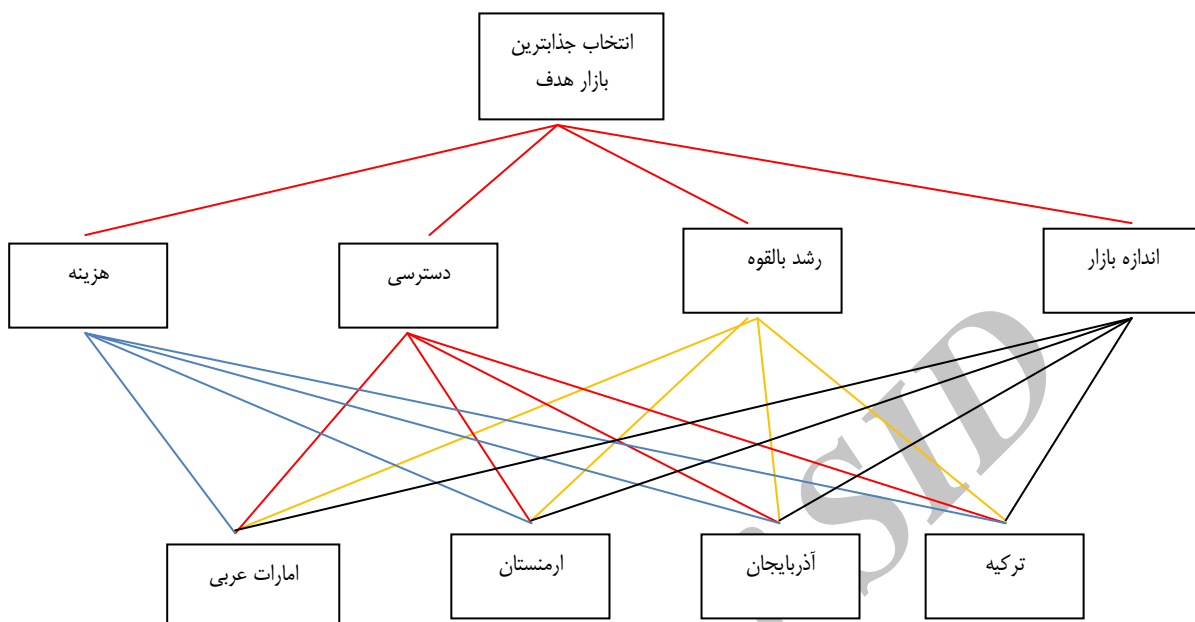 انتخاب جذابترین
بازار هدف
اندازه بازار
رشد بالقوه
دسترسی
هزینه
ترکیه
آذربایجان
ارمنستان
امارات عربی
SID